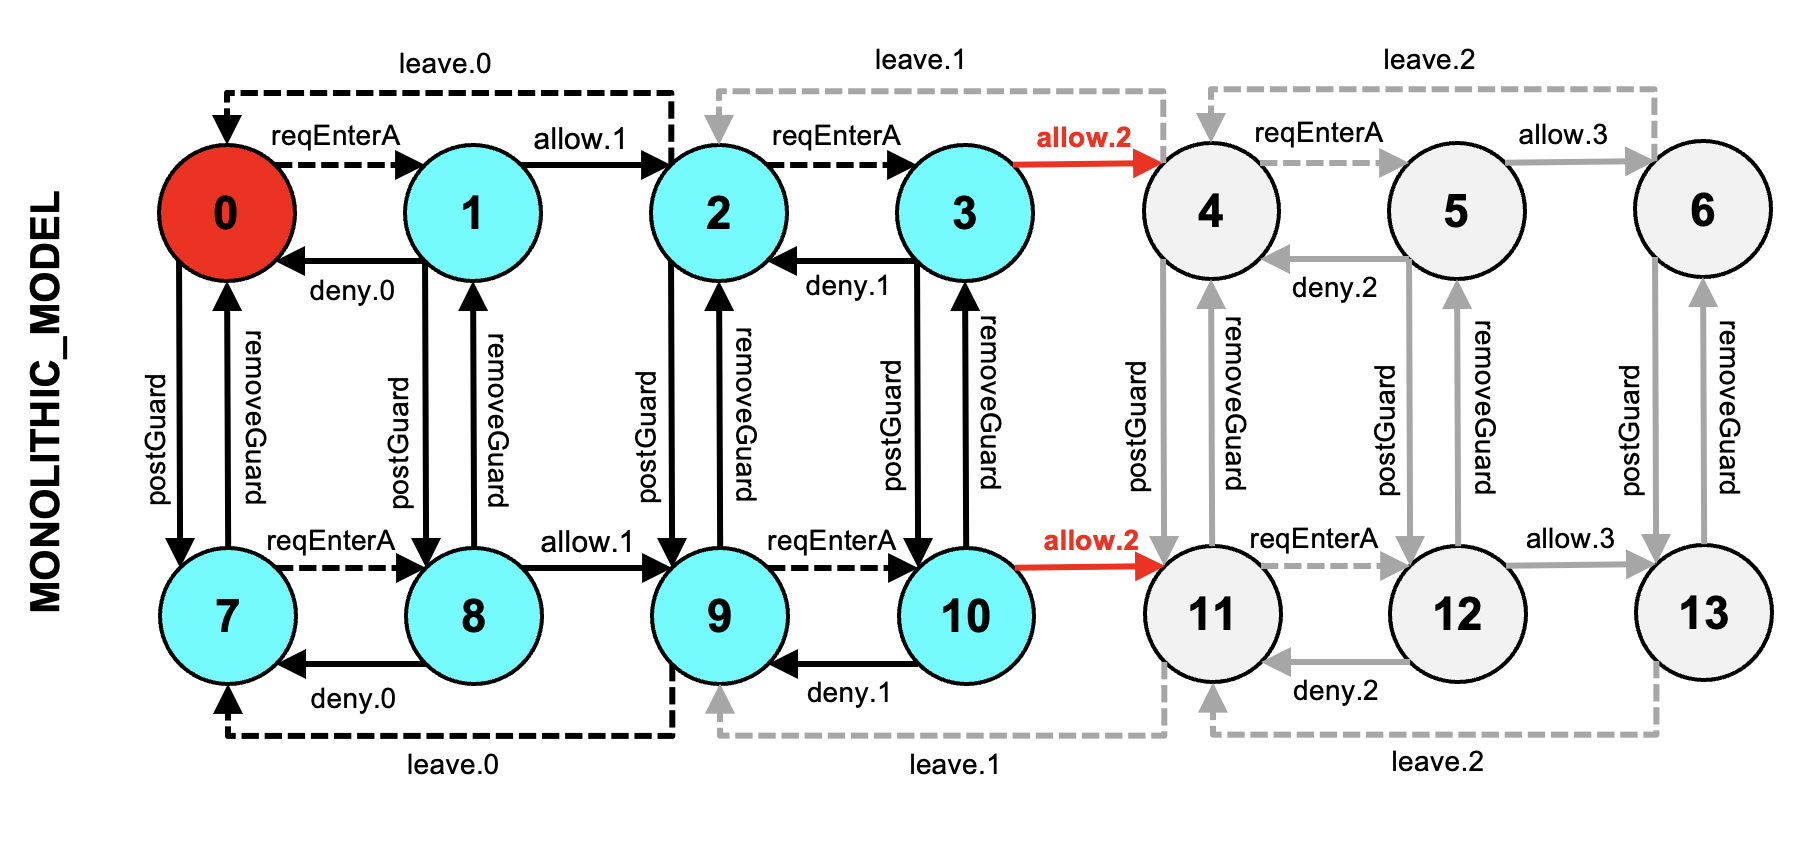 MONOLITHIC_MODEL
leave.0
leave.1
leave.2
reqEnterA
allow.1
reqEnterA
allow.2
reqEnterA
allow.3
0
1
2
3
4
5
6
deny.0
deny.1
deny.2
postGuard
removeGuard
postGuard
removeGuard
postGuard
removeGuard
postGuard
removeGuard
postGuard
removeGuard
postGuard
removeGuard
postGuard
removeGuard
reqEnterA
allow.1
reqEnterA
allow.2
reqEnterA
allow.3
7
8
9
10
11
12
13
deny.0
deny.1
deny.2
leave.0
leave.1
leave.2